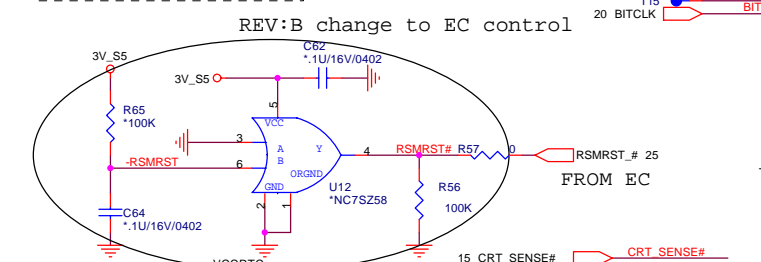 REV:B change to EC control
20 BITCLK
BIT
3V_S5
C62
*.1U/16V/0402
3V_S5
R65
*100K
5
VCC
3
A
B
Y
4
RSMRST#
R57
0
RSMRST_# 25
-RSMRST
6
FROM EC
GND
ORGND
U12
*NC7SZ58
R56
100K
2
1
C64
*.1U/16V/0402
15 CRT_SENSE#
CRT_SENSE#